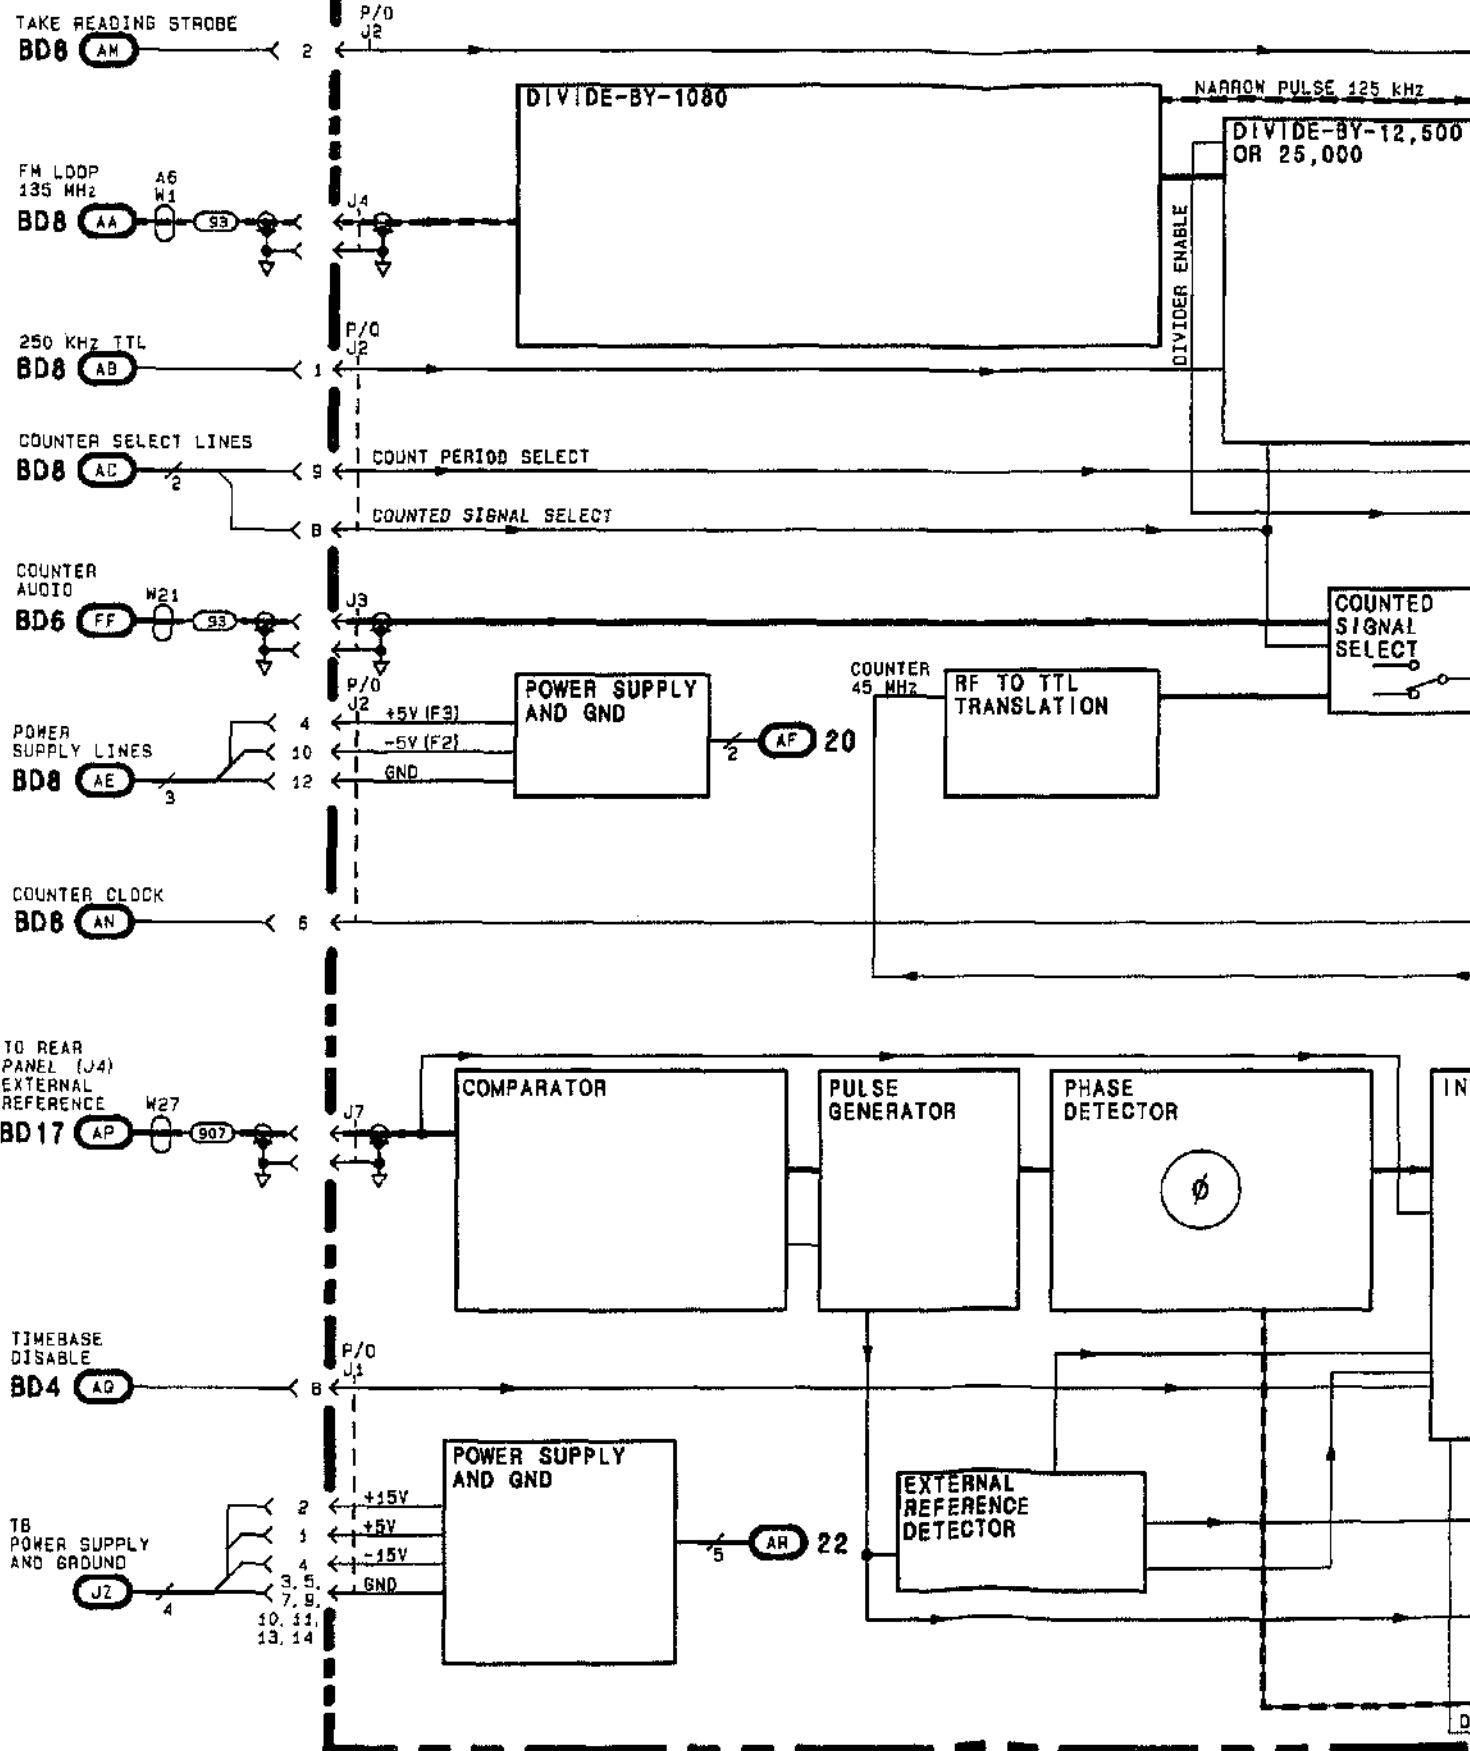 TAKE READING STROBE
BD8 AM
2
P/O
J2
DIVIDE-BY-1080
NARROW PULSE 125 kHz
DIVIDE-BY-12,500
OR 25,000
DIVIDER ENABLE
FM LOOP
135 MHz
BD8 AA
A6
W1
93
J4
250 KHz TTL
BD8 AB
1
P/O
J2
COUNTER SELECT LINES
BD8 AC
2
9
COUNT PERIOD SELECT
8
COUNTED SIGNAL SELECT
COUNTER
AUDIO
BD6 FF
W21
93
J3
COUNTED
SIGNAL
SELECT
POWER
SUPPLY LINES
BD8 AE
3
4
10
12
P/O
J2
+5V (F3)
-5V (F2)
GND
POWER SUPPLY
AND GND
2
AF 20
COUNTER
45 MHz
RF TO TTL
TRANSLATION
COUNTER CLOCK
BD8 AN
6
TO REAR
PANEL (J4)
EXTERNAL
REFERENCE
BD17 AP
W27
907
J7
COMPARATOR
PULSE
GENERATOR
PHASE
DETECTOR
Ø
IN
TIMEBASE
DISABLE
BD4 AQ
8
P/O
J1
POWER SUPPLY
AND GND
TB
POWER SUPPLY
AND GROUND
JZ
4
2
1
4
3, 5,
7, 9,
10, 11,
13, 14
+15V
+5V
-15V
GND
5
AR 22
EXTERNAL
REFERENCE
DETECTOR
D